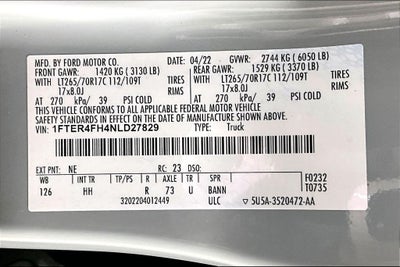 MFD. BY FORD MOTOR CO. 04/22 GVWR: 2744 KG (6050 LB)
FRONT GAWR: 1420 KG (3130 LB) REAR GAWR: 1529 KG (3370 LB)
LT265/70R17C 112/109T TIRES LT265/70R17C 112/109T TIRES
17x8.0J RIMS 17x8.0J RIMS
AT 270 kPa/ 39 PSI COLD AT 270 kPa/ 39 PSI COLD
THIS VEHICLE CONFORMS TO ALL APPLICABLE FEDERAL MOTOR VEHICLE
SAFETY STANDARDS IN EFFECT ON THE DATE OF MANUFACTURE SHOWN ABOVE.
VIN: 1FTER4FH4NLD27829 TYPE: Truck
EXT PNT: NE RC: 23 DSO:
WB INT TR TP/PS R AXLE TR SPR F0232
126 HH R 73 U BANN T0735
3202204012449 ULC 5U5A-3520472-AA